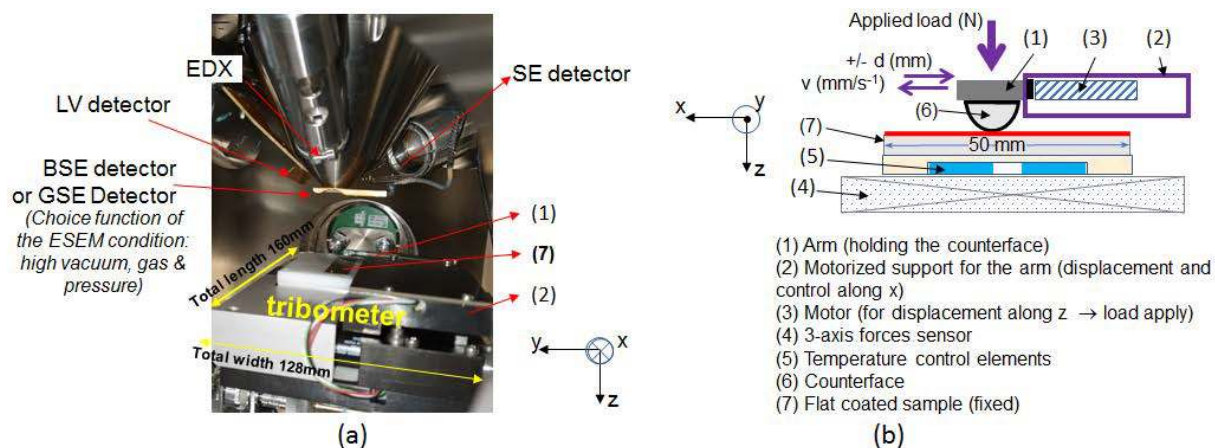 EDX
SE detector
LV detector
BSE detector
or GSE Detector
(Choice function of
the ESEM condition:
high vacuum, gas &
pressure)
Total length 160mm
tribometer
Total width 128mm
(1)
(7)
(2)
y
x
z
(a)
Applied load (N)
(1)
(3)
(2)
+/- d (mm)
v (mm/s⁻¹)
x
y
z
(6)
(7)
50 mm
(5)
(4)
(1) Arm (holding the counterface)
(2) Motorized support for the arm (displacement and
control along x)
(3) Motor (for displacement along z → load apply)
(4) 3-axis forces sensor
(5) Temperature control elements
(6) Counterface
(7) Flat coated sample (fixed)
(b)